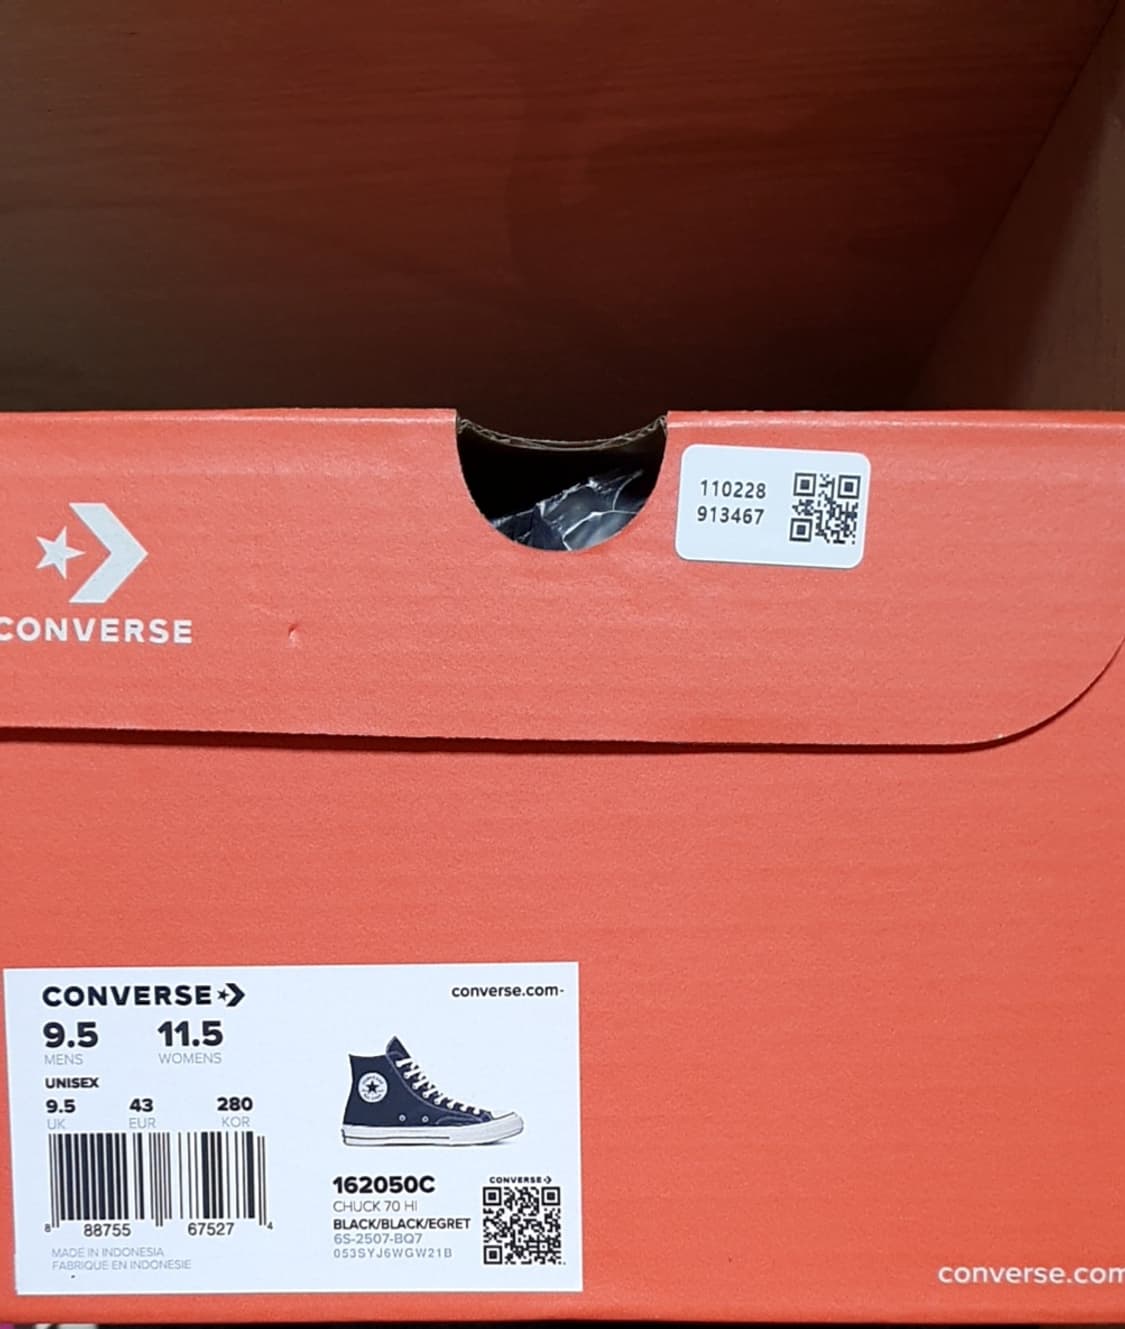 110228
913467
CONVERSE
CONVERSE
converse.com
9.5 11.5
MENS WOMENS
UNISEX
9.5 43 280
UK EUR KOR
8 88755 67527 4
MADE IN INDONESIA
FABRIQUE EN INDONESIE
162050C
CHUCK 70 HI
BLACK/BLACK/EGRET
6S-2507-BQ7
053SYJ6WGW21B
CONVERSE
converse.com